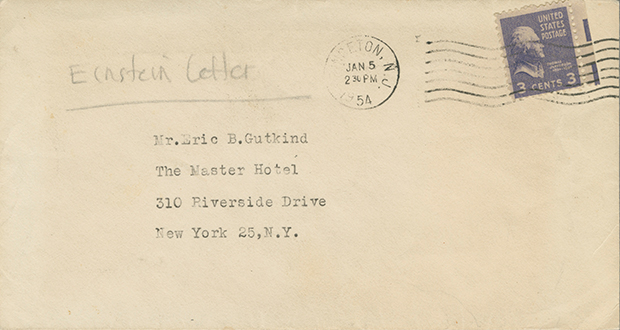 Einstein Letter
NCETON, N.J.
JAN 5
2 30 PM
54
UNITED
STATES
POSTAGE
3 CENTS 3
Mr.Eric B.Gutkind
The Master Hotel
310 Riverside Drive
New York 25,N.Y.